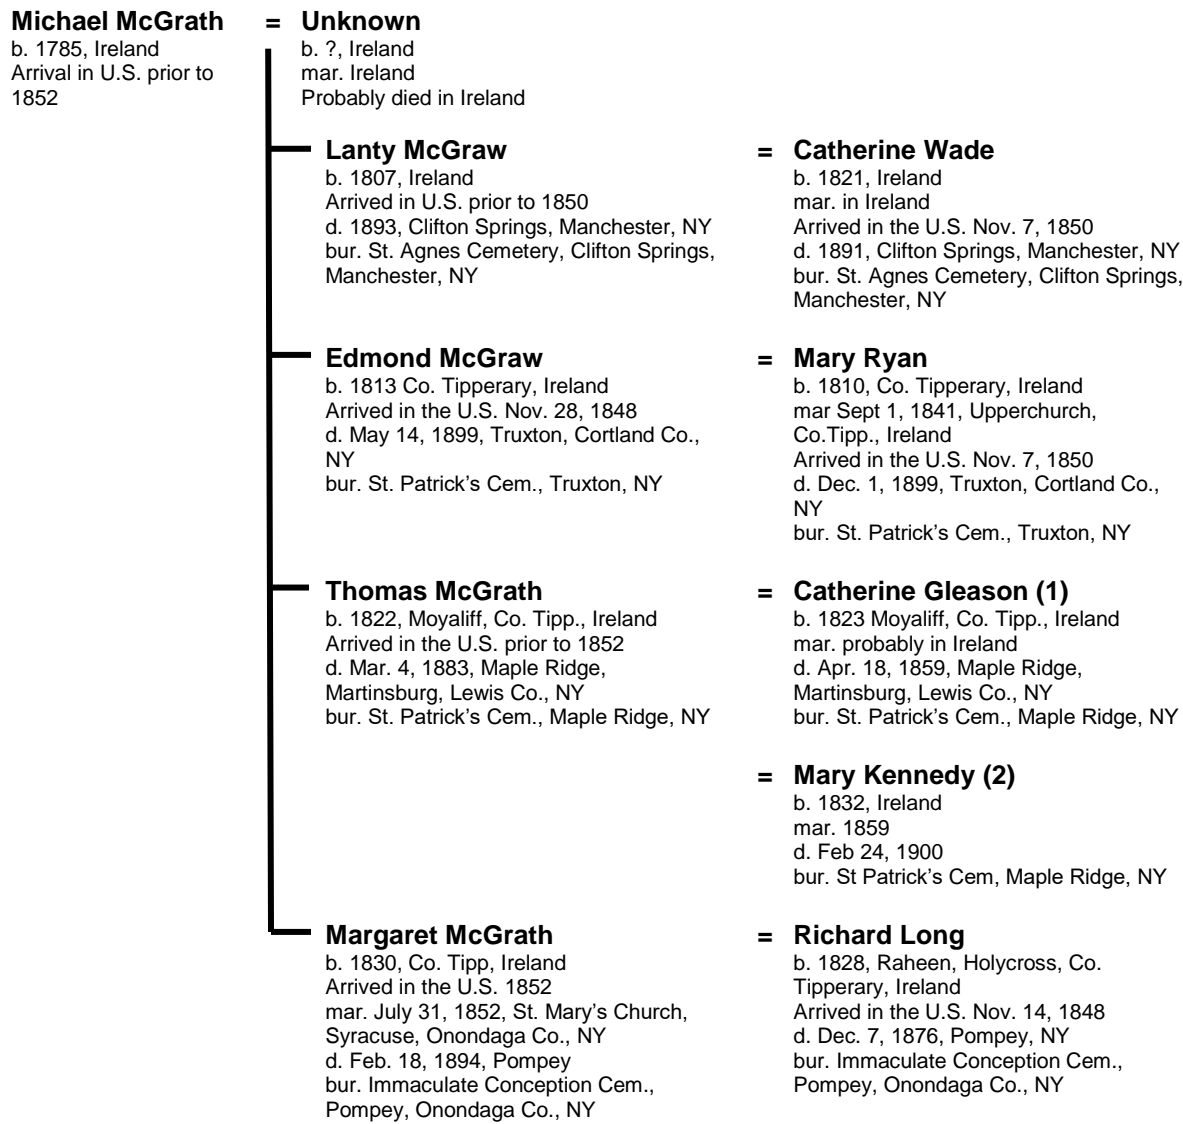 Michael McGrath = Unknown
b. 1785, Ireland
Arrival in U.S. prior to
1852
b. ?, Ireland
mar. Ireland
Probably died in Ireland
Lanty McGraw
b. 1807, Ireland
Arrived in U.S. prior to 1850
d. 1893, Clifton Springs, Manchester, NY
bur. St. Agnes Cemetery, Clifton Springs,
Manchester, NY
= Catherine Wade
b. 1821, Ireland
mar. in Ireland
Arrived in the U.S. Nov. 7, 1850
d. 1891, Clifton Springs, Manchester, NY
bur. St. Agnes Cemetery, Clifton Springs,
Manchester, NY
Edmond McGraw
b. 1813 Co. Tipperary, Ireland
Arrived in the U.S. Nov. 28, 1848
d. May 14, 1899, Truxton, Cortland Co.,
NY
bur. St. Patrick's Cem., Truxton, NY
= Mary Ryan
b. 1810, Co. Tipperary, Ireland
mar Sept 1, 1841, Upperchurch,
Co.Tipp., Ireland
Arrived in the U.S. Nov. 7, 1850
d. Dec. 1, 1899, Truxton, Cortland Co.,
NY
bur. St. Patrick's Cem., Truxton, NY
Thomas McGrath
b. 1822, Moyaliff, Co. Tipp., Ireland
Arrived in the U.S. prior to 1852
d. Mar. 4, 1883, Maple Ridge,
Martinsburg, Lewis Co., NY
bur. St. Patrick's Cem., Maple Ridge, NY
= Catherine Gleason (1)
b. 1823 Moyaliff, Co. Tipp., Ireland
mar. probably in Ireland
d. Apr. 18, 1859, Maple Ridge,
Martinsburg, Lewis Co., NY
bur. St. Patrick's Cem., Maple Ridge, NY
= Mary Kennedy (2)
b. 1832, Ireland
mar. 1859
d. Feb 24, 1900
bur. St Patrick's Cem, Maple Ridge, NY
Margaret McGrath
b. 1830, Co. Tipp, Ireland
Arrived in the U.S. 1852
mar. July 31, 1852, St. Mary's Church,
Syracuse, Onondaga Co., NY
d. Feb. 18, 1894, Pompey
bur. Immaculate Conception Cem.,
Pompey, Onondaga Co., NY
= Richard Long
b. 1828, Raheen, Holycross, Co.
Tipperary, Ireland
Arrived in the U.S. Nov. 14, 1848
d. Dec. 7, 1876, Pompey, NY
bur. Immaculate Conception Cem.,
Pompey, Onondaga Co., NY